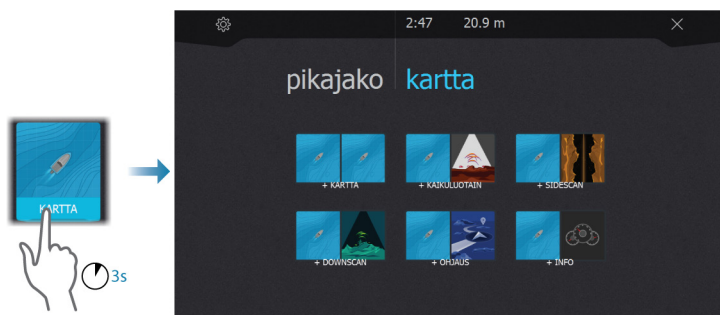 2:47 20.9 m
pikajako kartta
KARTTA
3s
+ KARTTA + KAIKULUOTAIN + SIDESCAN
+ DOWNSCAN + OHJAUS + INFO